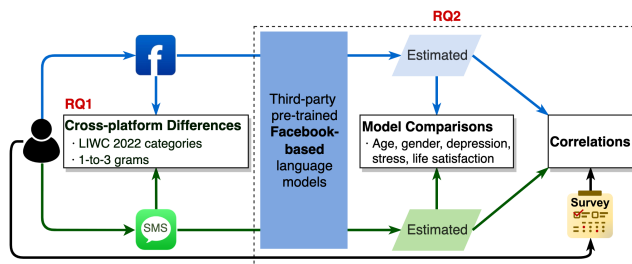 RQ2
f
RQ1
Cross-platform Differences
· LIWC 2022 categories
· 1-to-3 grams
SMS
Third-party
pre-trained
Facebook-
based
language
models
Estimated
Model Comparisons
· Age, gender, depression,
stress, life satisfaction
Estimated
Correlations
Survey